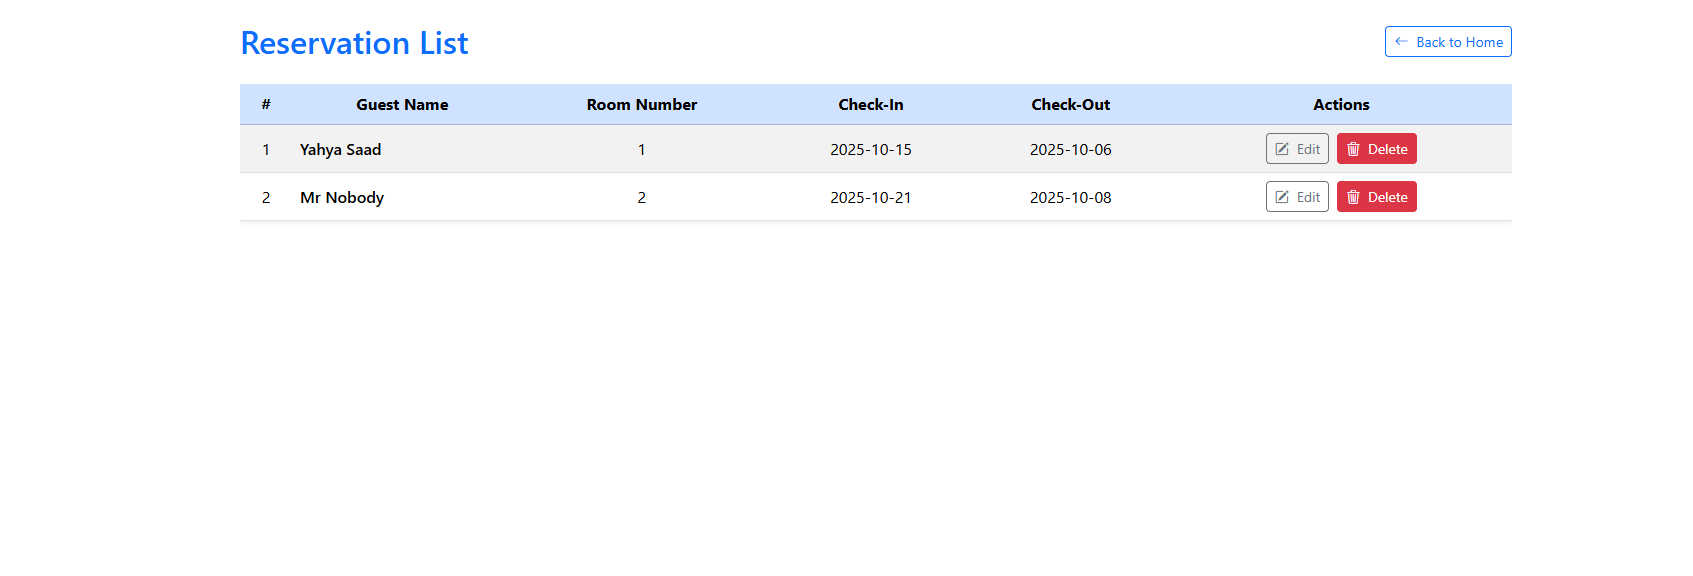 Reservation List
Back to Home
# Guest Name Room Number Check-In Check-Out Actions
1 Yahya Saad 1 2025-10-15 2025-10-06 Edit Delete
2 Mr Nobody 2 2025-10-21 2025-10-08 Edit Delete